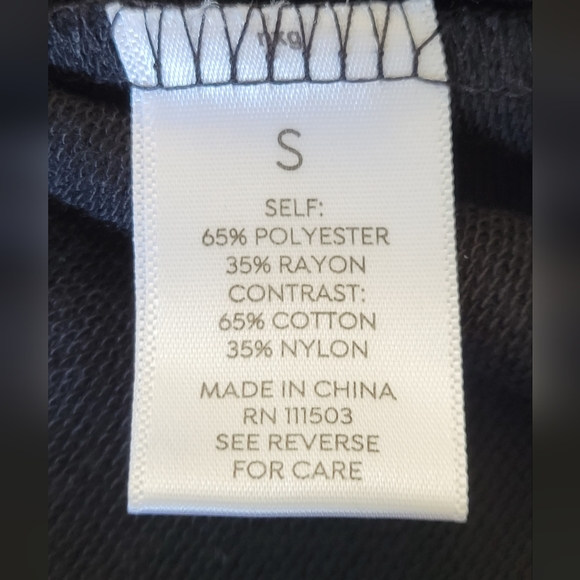 S
SELF:
65% POLYESTER
35% RAYON
CONTRAST:
65% COTTON
35% NYLON
MADE IN CHINA
RN 111503
SEE REVERSE
FOR CARE